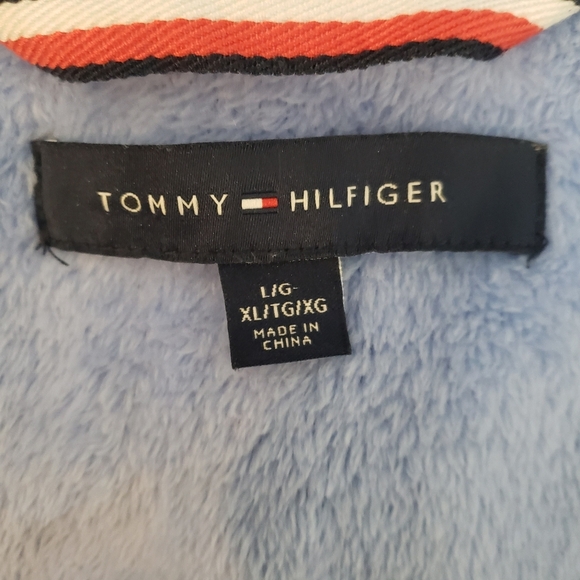 TOMMY HILFIGER
L/G-
XL/TG/XG
MADE IN
CHINA